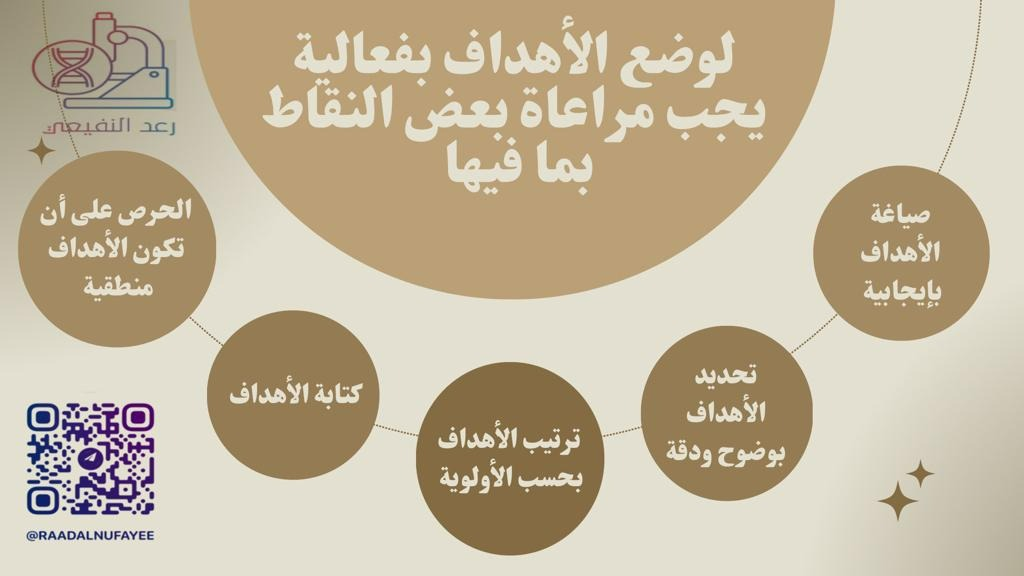 لوضع الأهداف بفعالية
يجب مراعاة بعض النقاط
بما فيها
صياغة
الأهداف
بإيجابية
تحديد
الأهداف
بوضوح ودقة
ترتيب الأهداف
بحسب الأولوية
كتابة الأهداف
الحرص على أن
تكون الأهداف
منطقية
رعد النفيعي
@RAADALNUFAYEE